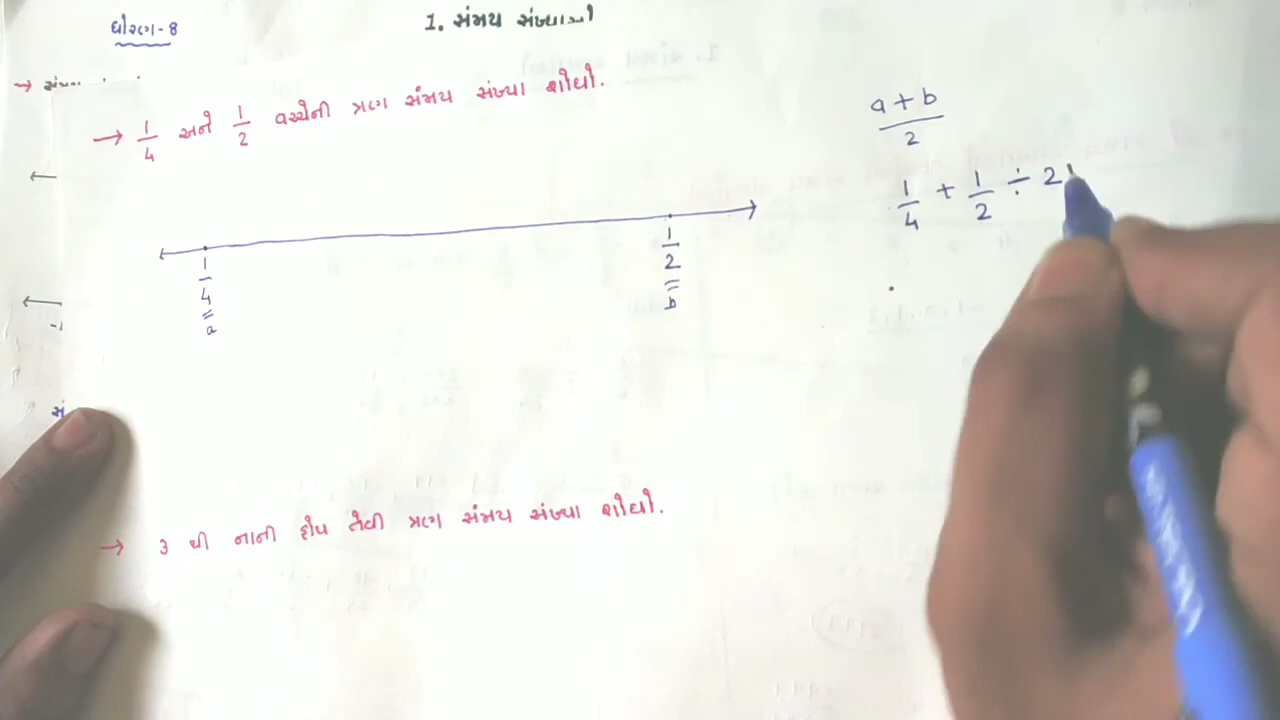 ધોરણ-8
1. સંમેય સંખ્યાઓ
→ 1/4 અને 1/2 વચ્ચેની ત્રણ સંમેય સંખ્યા શોધો.
a + b / 2
1/4 + 1/2 ÷ 2
1/4 = a
1/2 = b
→ 3 થી નાની હોય તેવી ત્રણ સંમેય સંખ્યા શોધો.